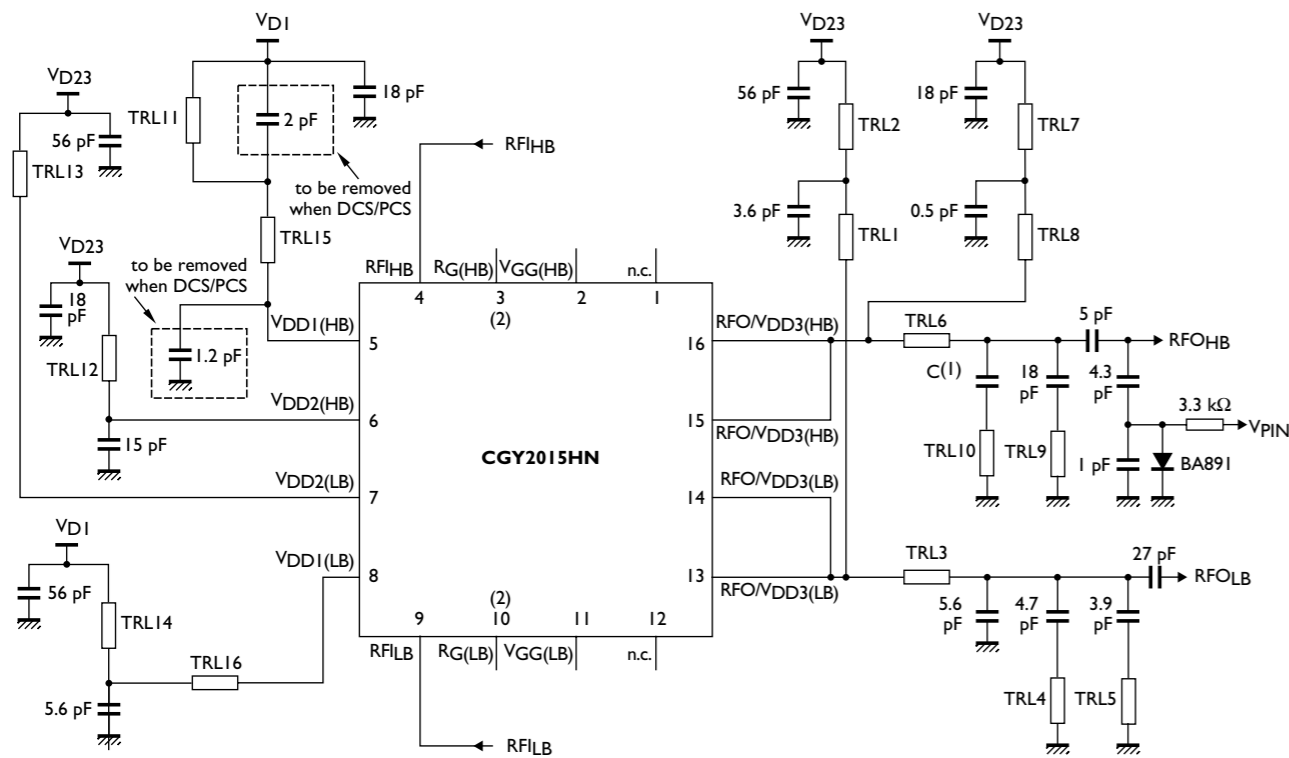 VD1
VD23
VD23
VD23
TRL11
2 pF
18 pF
56 pF
18 pF
TRL2
TRL7
56 pF
TRL13
RFIHB
to be removed
when DCS/PCS
3.6 pF
0.5 pF
TRL15
TRL1
TRL8
VD23
to be removed
when DCS/PCS
RFIHB
RG(HB)
VGG(HB)
n.c.
4
3
2
1
(2)
18
pF
VDD1(HB)
5
1.2 pF
TRL12
RFO/VDD3(HB)
16
TRL6
5 pF
RFOHB
C(1)
18
pF
4.3
pF
3.3 kΩ
VPIN
VDD2(HB)
6
15
RFO/VDD3(HB)
15 pF
CGY2015HN
TRL10
TRL9
1 pF
BA891
VDD2(LB)
7
14
RFO/VDD3(LB)
VD1
VDD1(LB)
8
13
RFO/VDD3(LB)
TRL3
27 pF
RFOLB
56 pF
TRL14
5.6
pF
4.7
pF
3.9
pF
(2)
9
10
11
12
RFILB
RG(LB)
VGG(LB)
n.c.
TRL16
5.6 pF
TRL4
TRL5
RFILB